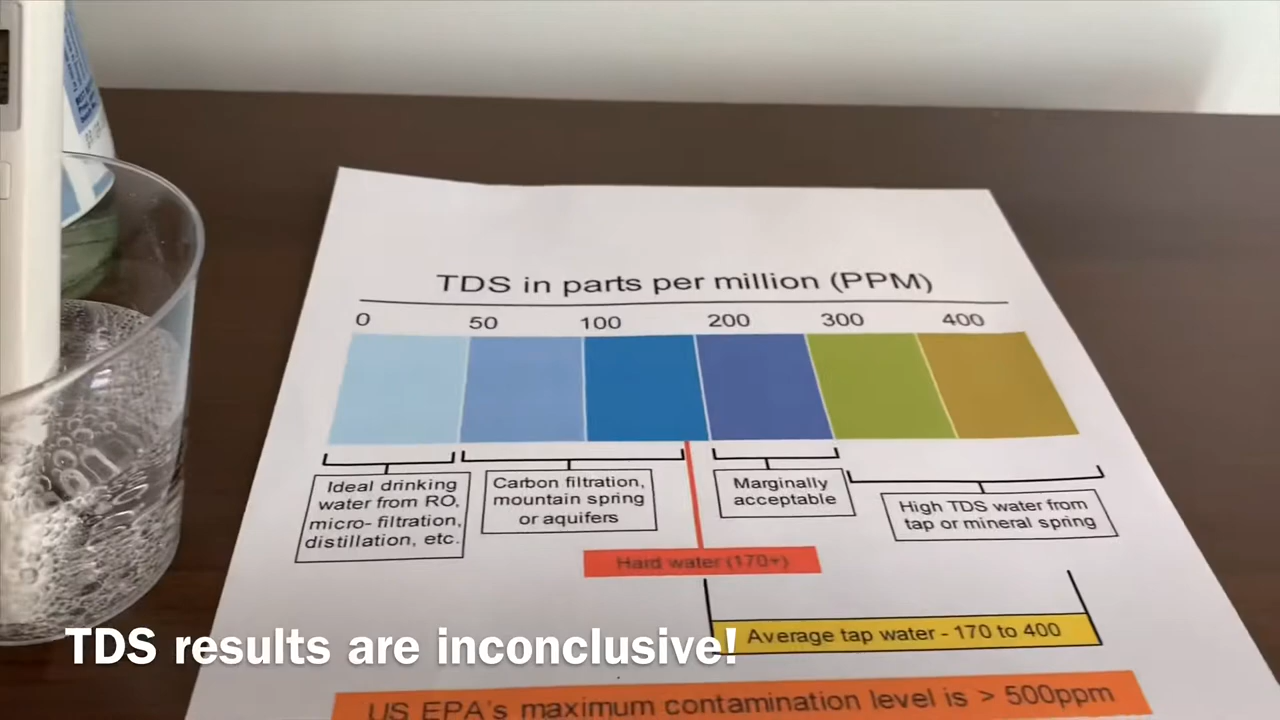 TDS in parts per million (PPM)
0 50 100 200 300 400
Ideal drinking
water from RO,
micro- filtration,
distillation, etc.
Carbon filtration,
mountain spring
or aquifers
Marginally
acceptable
High TDS water from
tap or mineral spring
Hard water (170+)
Average tap water - 170 to 400
US EPA's maximum contamination level is > 500ppm
TDS results are inconclusive!